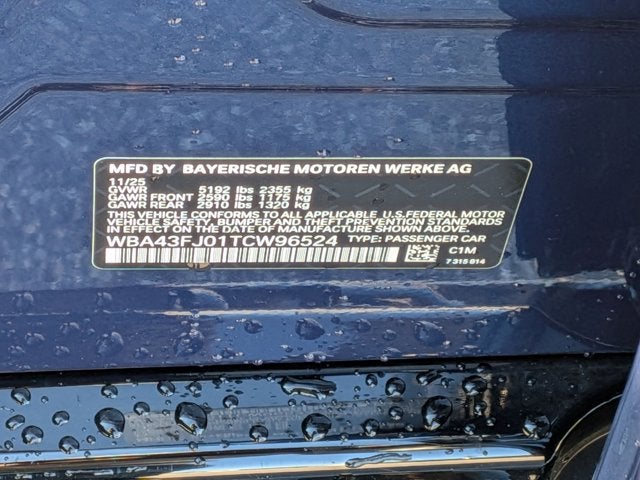 MFD BY BAYERISCHE MOTOREN WERKE AG
11/25
GVWR 5192 lbs 2355 kg
GAWR FRONT 2590 lbs 1175 kg
GAWR REAR 2910 lbs 1320 kg
THIS VEHICLE CONFORMS TO ALL APPLICABLE U.S.FEDERAL MOTOR
VEHICLE SAFETY, BUMPER AND THEFT PREVENTION STANDARDS
IN EFFECT ON THE DATE OF MANUFACTURE SHOWN ABOVE.
WBA43FJ01TCW96524 TYPE: PASSENGER CAR
C1M
7 315 014